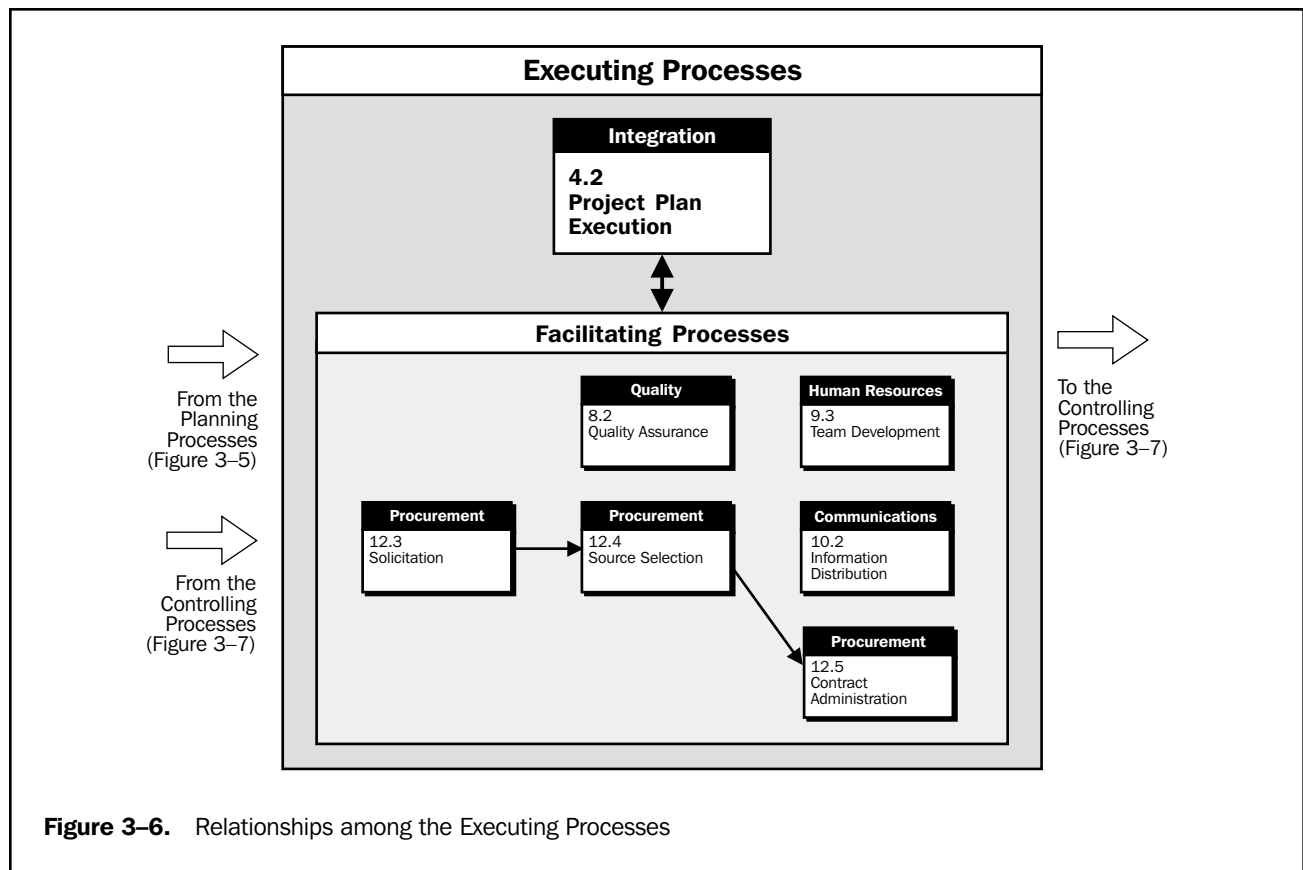 Executing Processes
Integration
4.2
Project Plan
Execution
Facilitating Processes
From the
Planning
Processes
(Figure 3–5)
To the
Controlling
Processes
(Figure 3–7)
Quality
8.2
Quality Assurance
Human Resources
9.3
Team Development
Procurement
12.3
Solicitation
Procurement
12.4
Source Selection
Communications
10.2
Information
Distribution
From the
Controlling
Processes
(Figure 3–7)
Procurement
12.5
Contract
Administration
Figure 3–6. Relationships among the Executing Processes